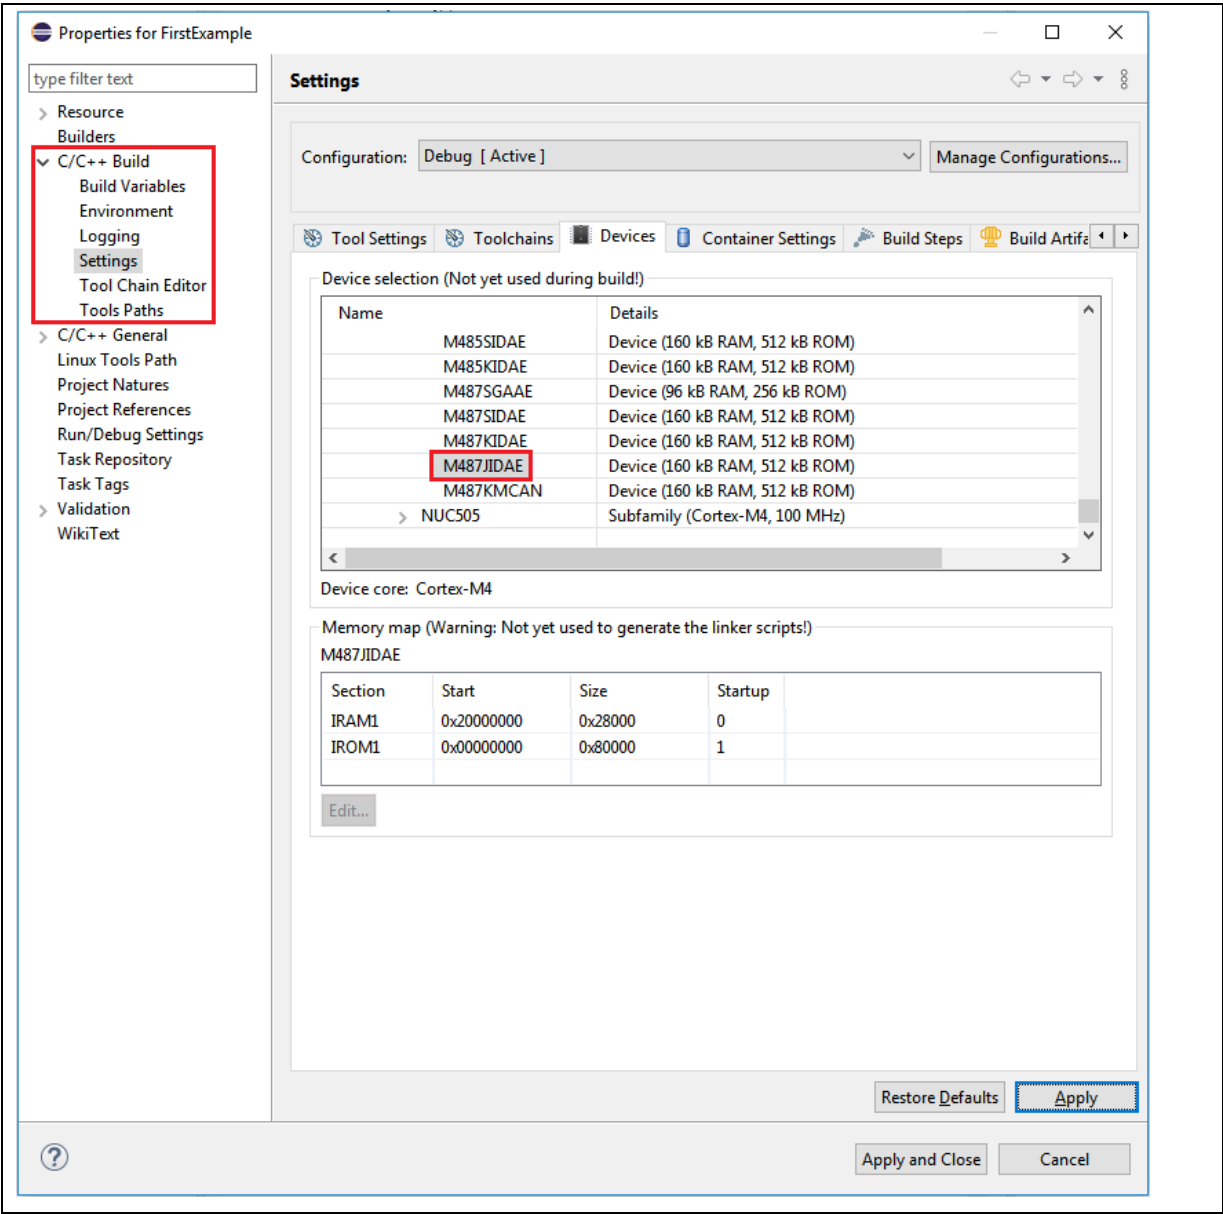 Properties for FirstExample
type filter text
Resource
Builders
C/C++ Build
Build Variables
Environment
Logging
Settings
Tool Chain Editor
Tools Paths
C/C++ General
Linux Tools Path
Project Natures
Project References
Run/Debug Settings
Task Repository
Task Tags
Validation
WikiText
Settings
Configuration: Debug [ Active ] Manage Configurations...
Tool Settings Toolchains Devices Container Settings Build Steps Build Artifa
Device selection (Not yet used during build!)
Name Details
M485SIDAE Device (160 kB RAM, 512 kB ROM)
M485KIDAE Device (160 kB RAM, 512 kB ROM)
M487SGAAE Device (96 kB RAM, 256 kB ROM)
M487SIDAE Device (160 kB RAM, 512 kB ROM)
M487KIDAE Device (160 kB RAM, 512 kB ROM)
M487JIDAE Device (160 kB RAM, 512 kB ROM)
M487KMCAN Device (160 kB RAM, 512 kB ROM)
NUC505 Subfamily (Cortex-M4, 100 MHz)
Device core: Cortex-M4
Memory map (Warning: Not yet used to generate the linker scripts!)
M487JIDAE
Section Start Size Startup
IRAM1 0x20000000 0x28000 0
IROM1 0x00000000 0x80000 1
Edit...
Restore Defaults Apply
? Apply and Close Cancel